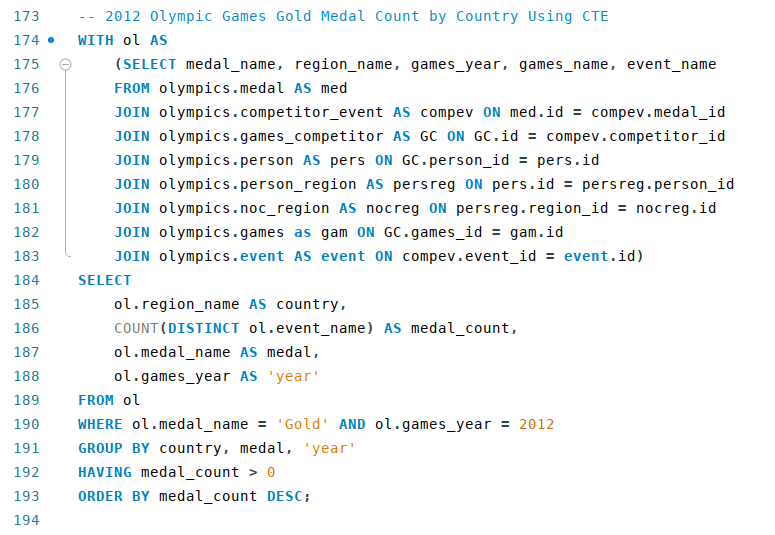 173 -- 2012 Olympic Games Gold Medal Count by Country Using CTE
174 WITH ol AS
175 (SELECT medal_name, region_name, games_year, games_name, event_name
176 FROM olympics.medal AS med
177 JOIN olympics.competitor_event AS compev ON med.id = compev.medal_id
178 JOIN olympics.games_competitor AS GC ON GC.id = compev.competitor_id
179 JOIN olympics.person AS pers ON GC.person_id = pers.id
180 JOIN olympics.person_region AS persreg ON pers.id = persreg.person_id
181 JOIN olympics.noc_region AS nocreg ON persreg.region_id = nocreg.id
182 JOIN olympics.games as gam ON GC.games_id = gam.id
183 JOIN olympics.event AS event ON compev.event_id = event.id)
184 SELECT
185 ol.region_name AS country,
186 COUNT(DISTINCT ol.event_name) AS medal_count,
187 ol.medal_name AS medal,
188 ol.games_year AS 'year'
189 FROM ol
190 WHERE ol.medal_name = 'Gold' AND ol.games_year = 2012
191 GROUP BY country, medal, 'year'
192 HAVING medal_count > 0
193 ORDER BY medal_count DESC;
194